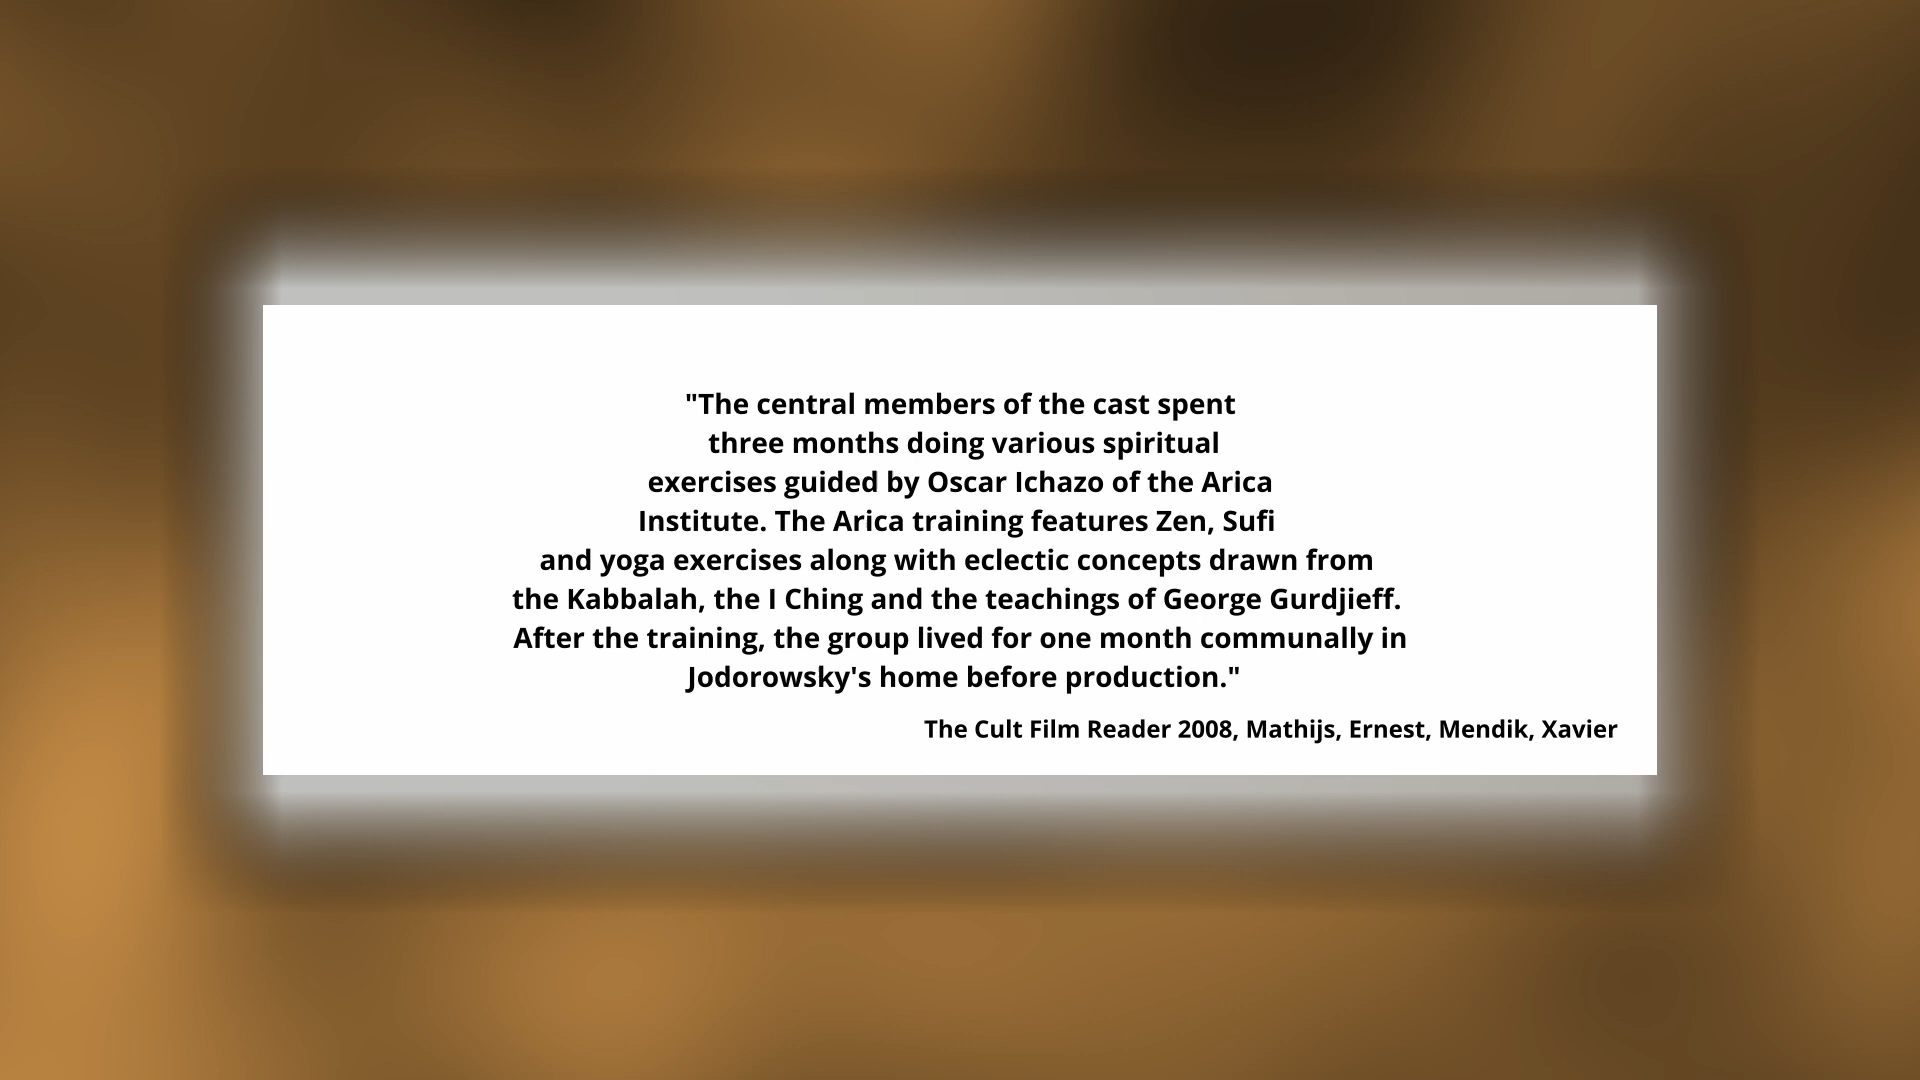 "The central members of the cast spent
three months doing various spiritual
exercises guided by Oscar Ichazo of the Arica
Institute. The Arica training features Zen, Sufi
and yoga exercises along with eclectic concepts drawn from
the Kabbalah, the I Ching and the teachings of George Gurdjieff.
After the training, the group lived for one month communally in
Jodorowsky's home before production."
The Cult Film Reader 2008, Mathijs, Ernest, Mendik, Xavier